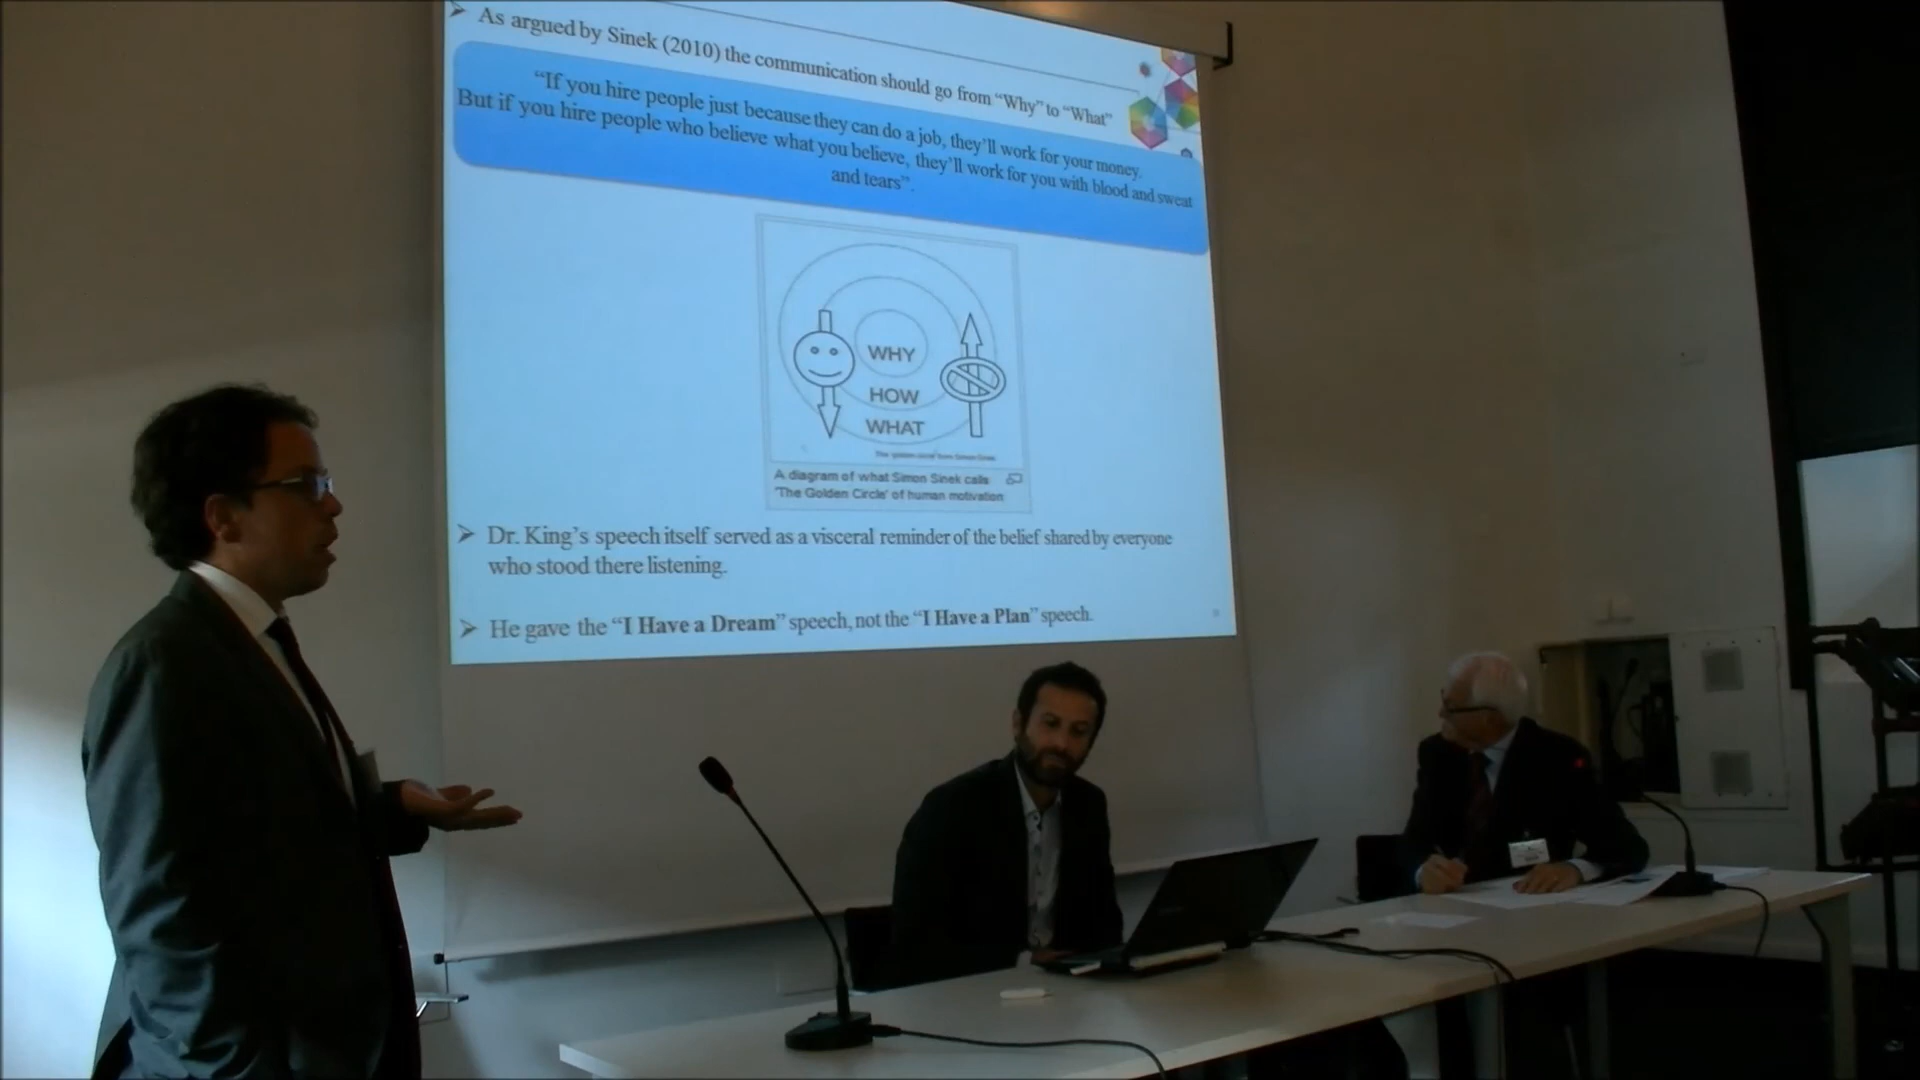 ➤ As argued by Sinek (2010) the communication should go from “Why” to “What”
“If you hire people just because they can do a job, they’ll work for your money.
But if you hire people who believe what you believe, they’ll work for you with blood and sweat
and tears”.
WHY
HOW
WHAT
A diagram of what Simon Sinek calls
'The Golden Circle' of human motivation
➤ Dr. King’s speech itself served as a visceral reminder of the belief shared by everyone
who stood there listening.
➤ He gave the “I Have a Dream” speech, not the “I Have a Plan” speech.